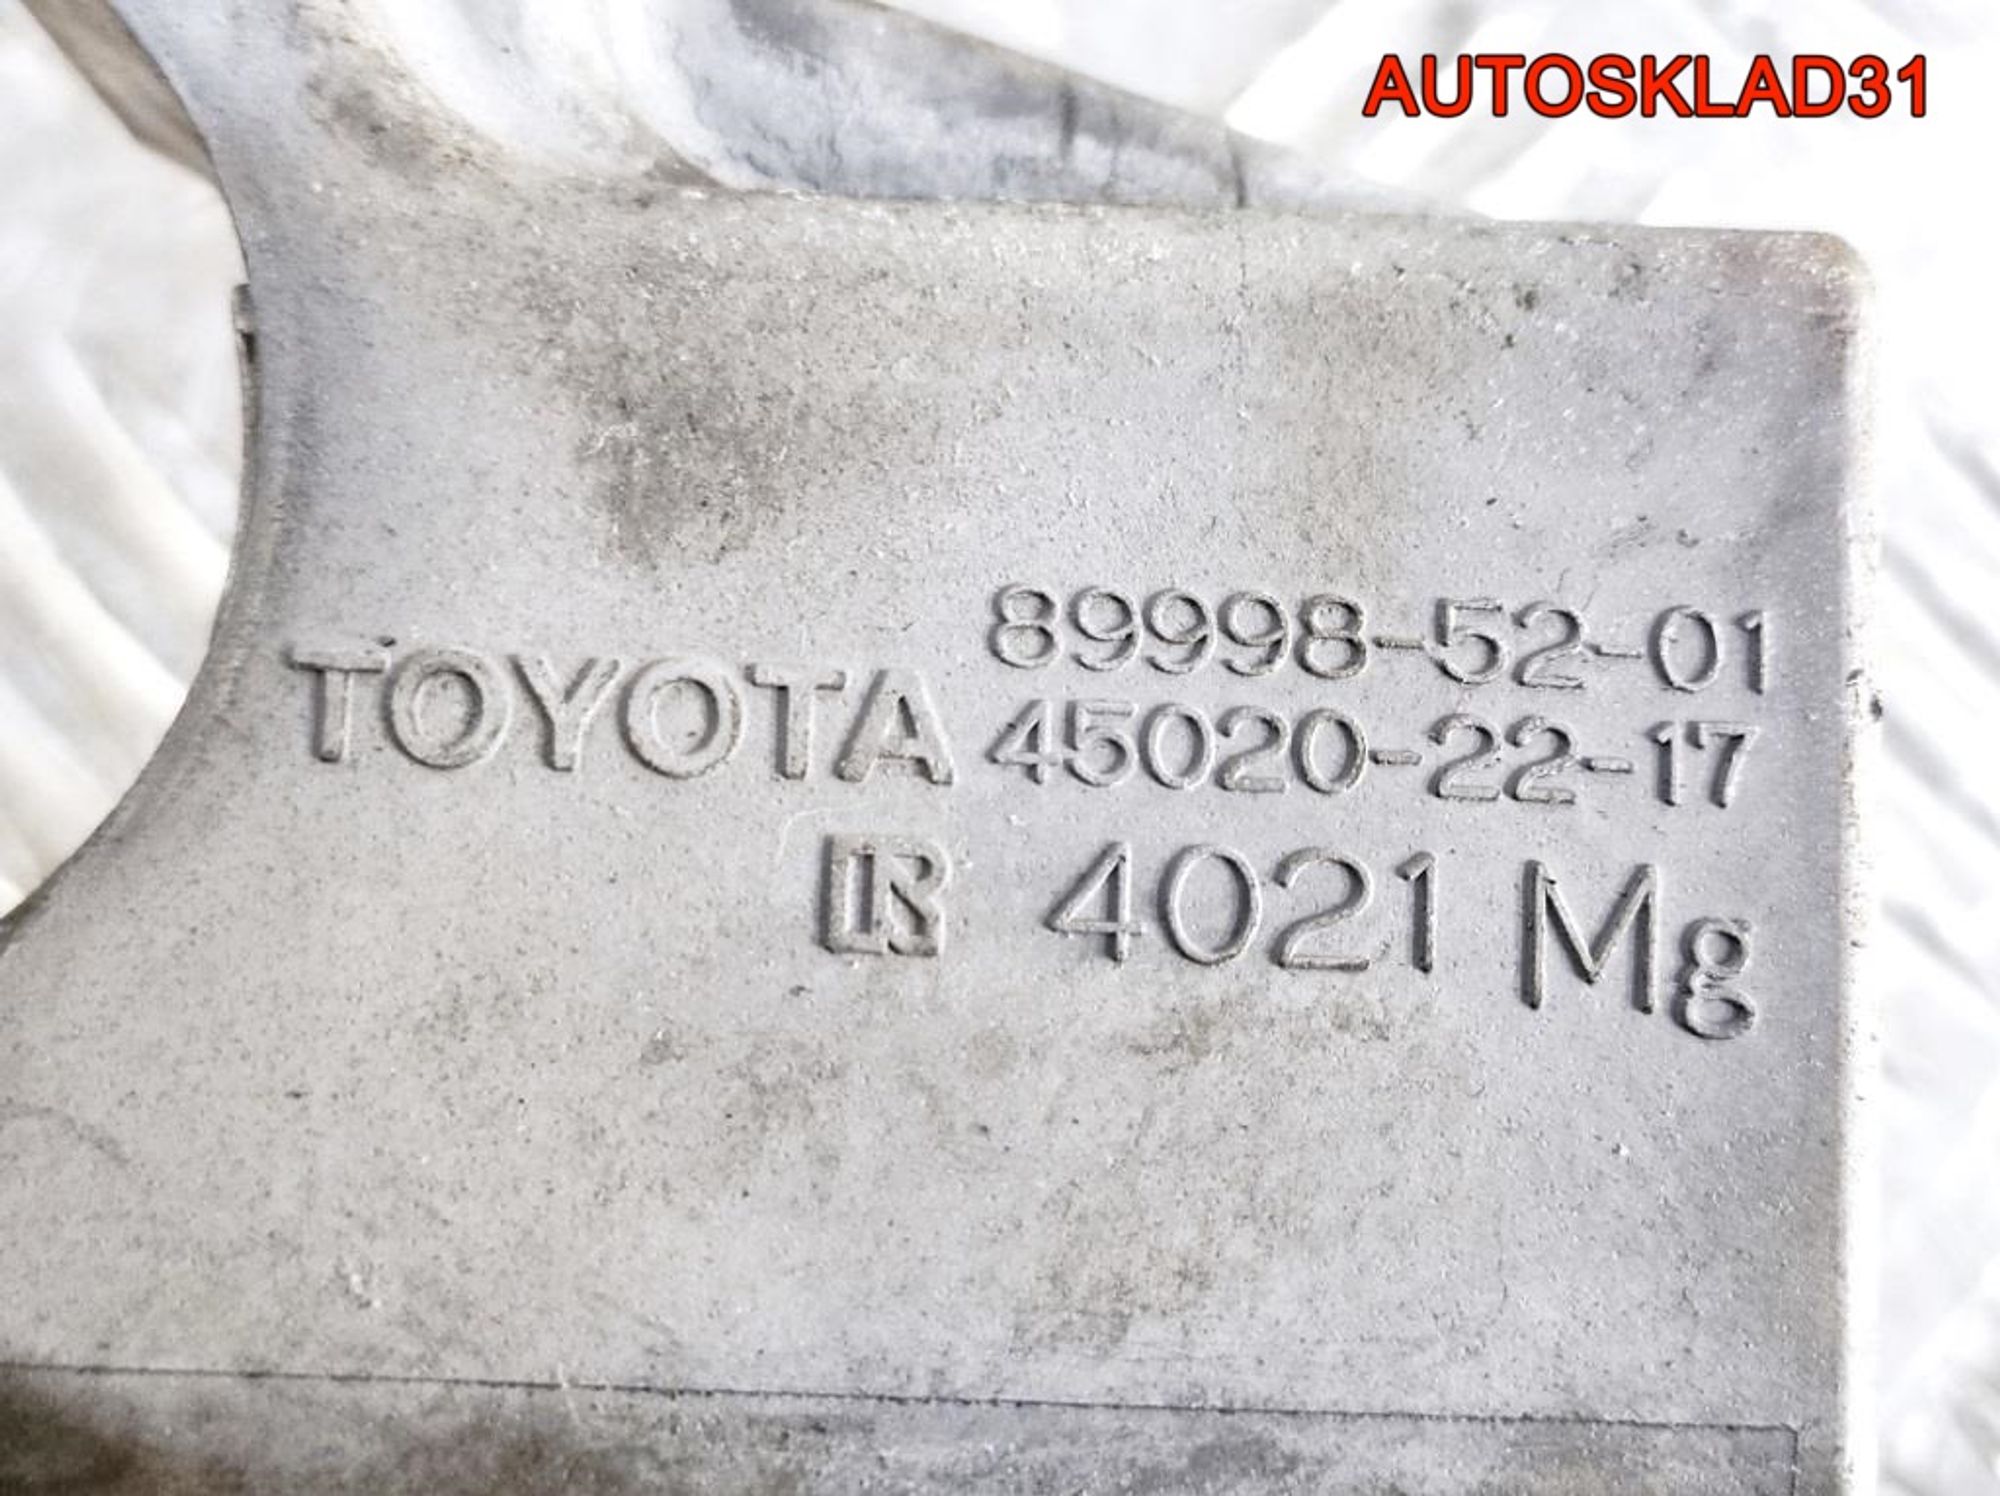 AUTOSKLAD31
89998-52-01
TOYOTA 45020-22-17
4021 Mg